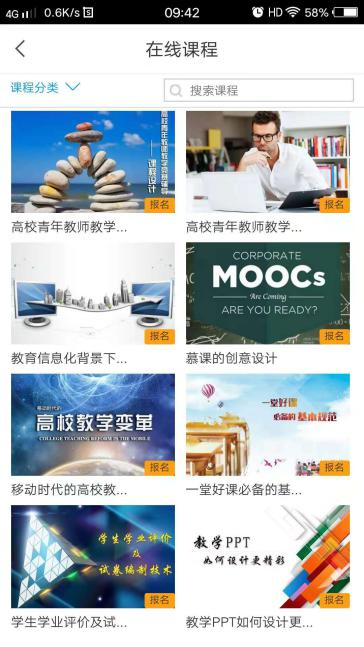 4G 0.6K/s S 09:42 HD 58%
在线课程
课程分类 搜索课程
高校青年教师教学竞赛辅导
——课程设计
报名
报名
高校青年教师教学...
高校青年教师教学...
报名
CORPORATE
MOOCs
Are Coming
ARE YOU READY?
报名
教育信息化背景下...
慕课的创意设计
移动时代的
高校教学变革
COLLEGE TEACHING REFORM IN THE MOBILE
报名
一堂好课
必备的 基本规范
报名
移动时代的高校教...
一堂好课必备的基...
学生学业评价
及
试卷编制技术
报名
教学PPT
如何设计更精彩
报名
学生学业评价及试...
教学PPT如何设计更...